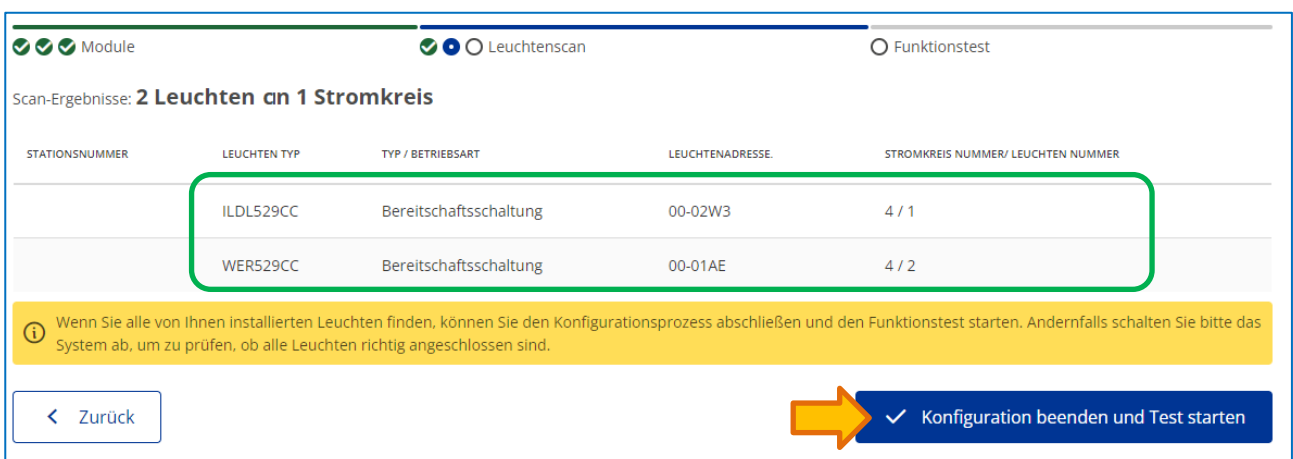 Module
Leuchtenscan
Funktionstest
Scan-Ergebnisse: 2 Leuchten an 1 Stromkreis
STATIONSNUMMER LEUCHTEN TYP TYP / BETRIEBSART LEUCHTENADRESSE. STROMKREIS NUMMER/ LEUCHTEN NUMMER
ILDL529CC Bereitschaftsschaltung 00-02W3 4 / 1
WER529CC Bereitschaftsschaltung 00-01AE 4 / 2
Wenn Sie alle von Ihnen installierten Leuchten finden, können Sie den Konfigurationsprozess abschließen und den Funktionstest starten. Andernfalls schalten Sie bitte das
System ab, um zu prüfen, ob alle Leuchten richtig angeschlossen sind.
Zurück
Konfiguration beenden und Test starten